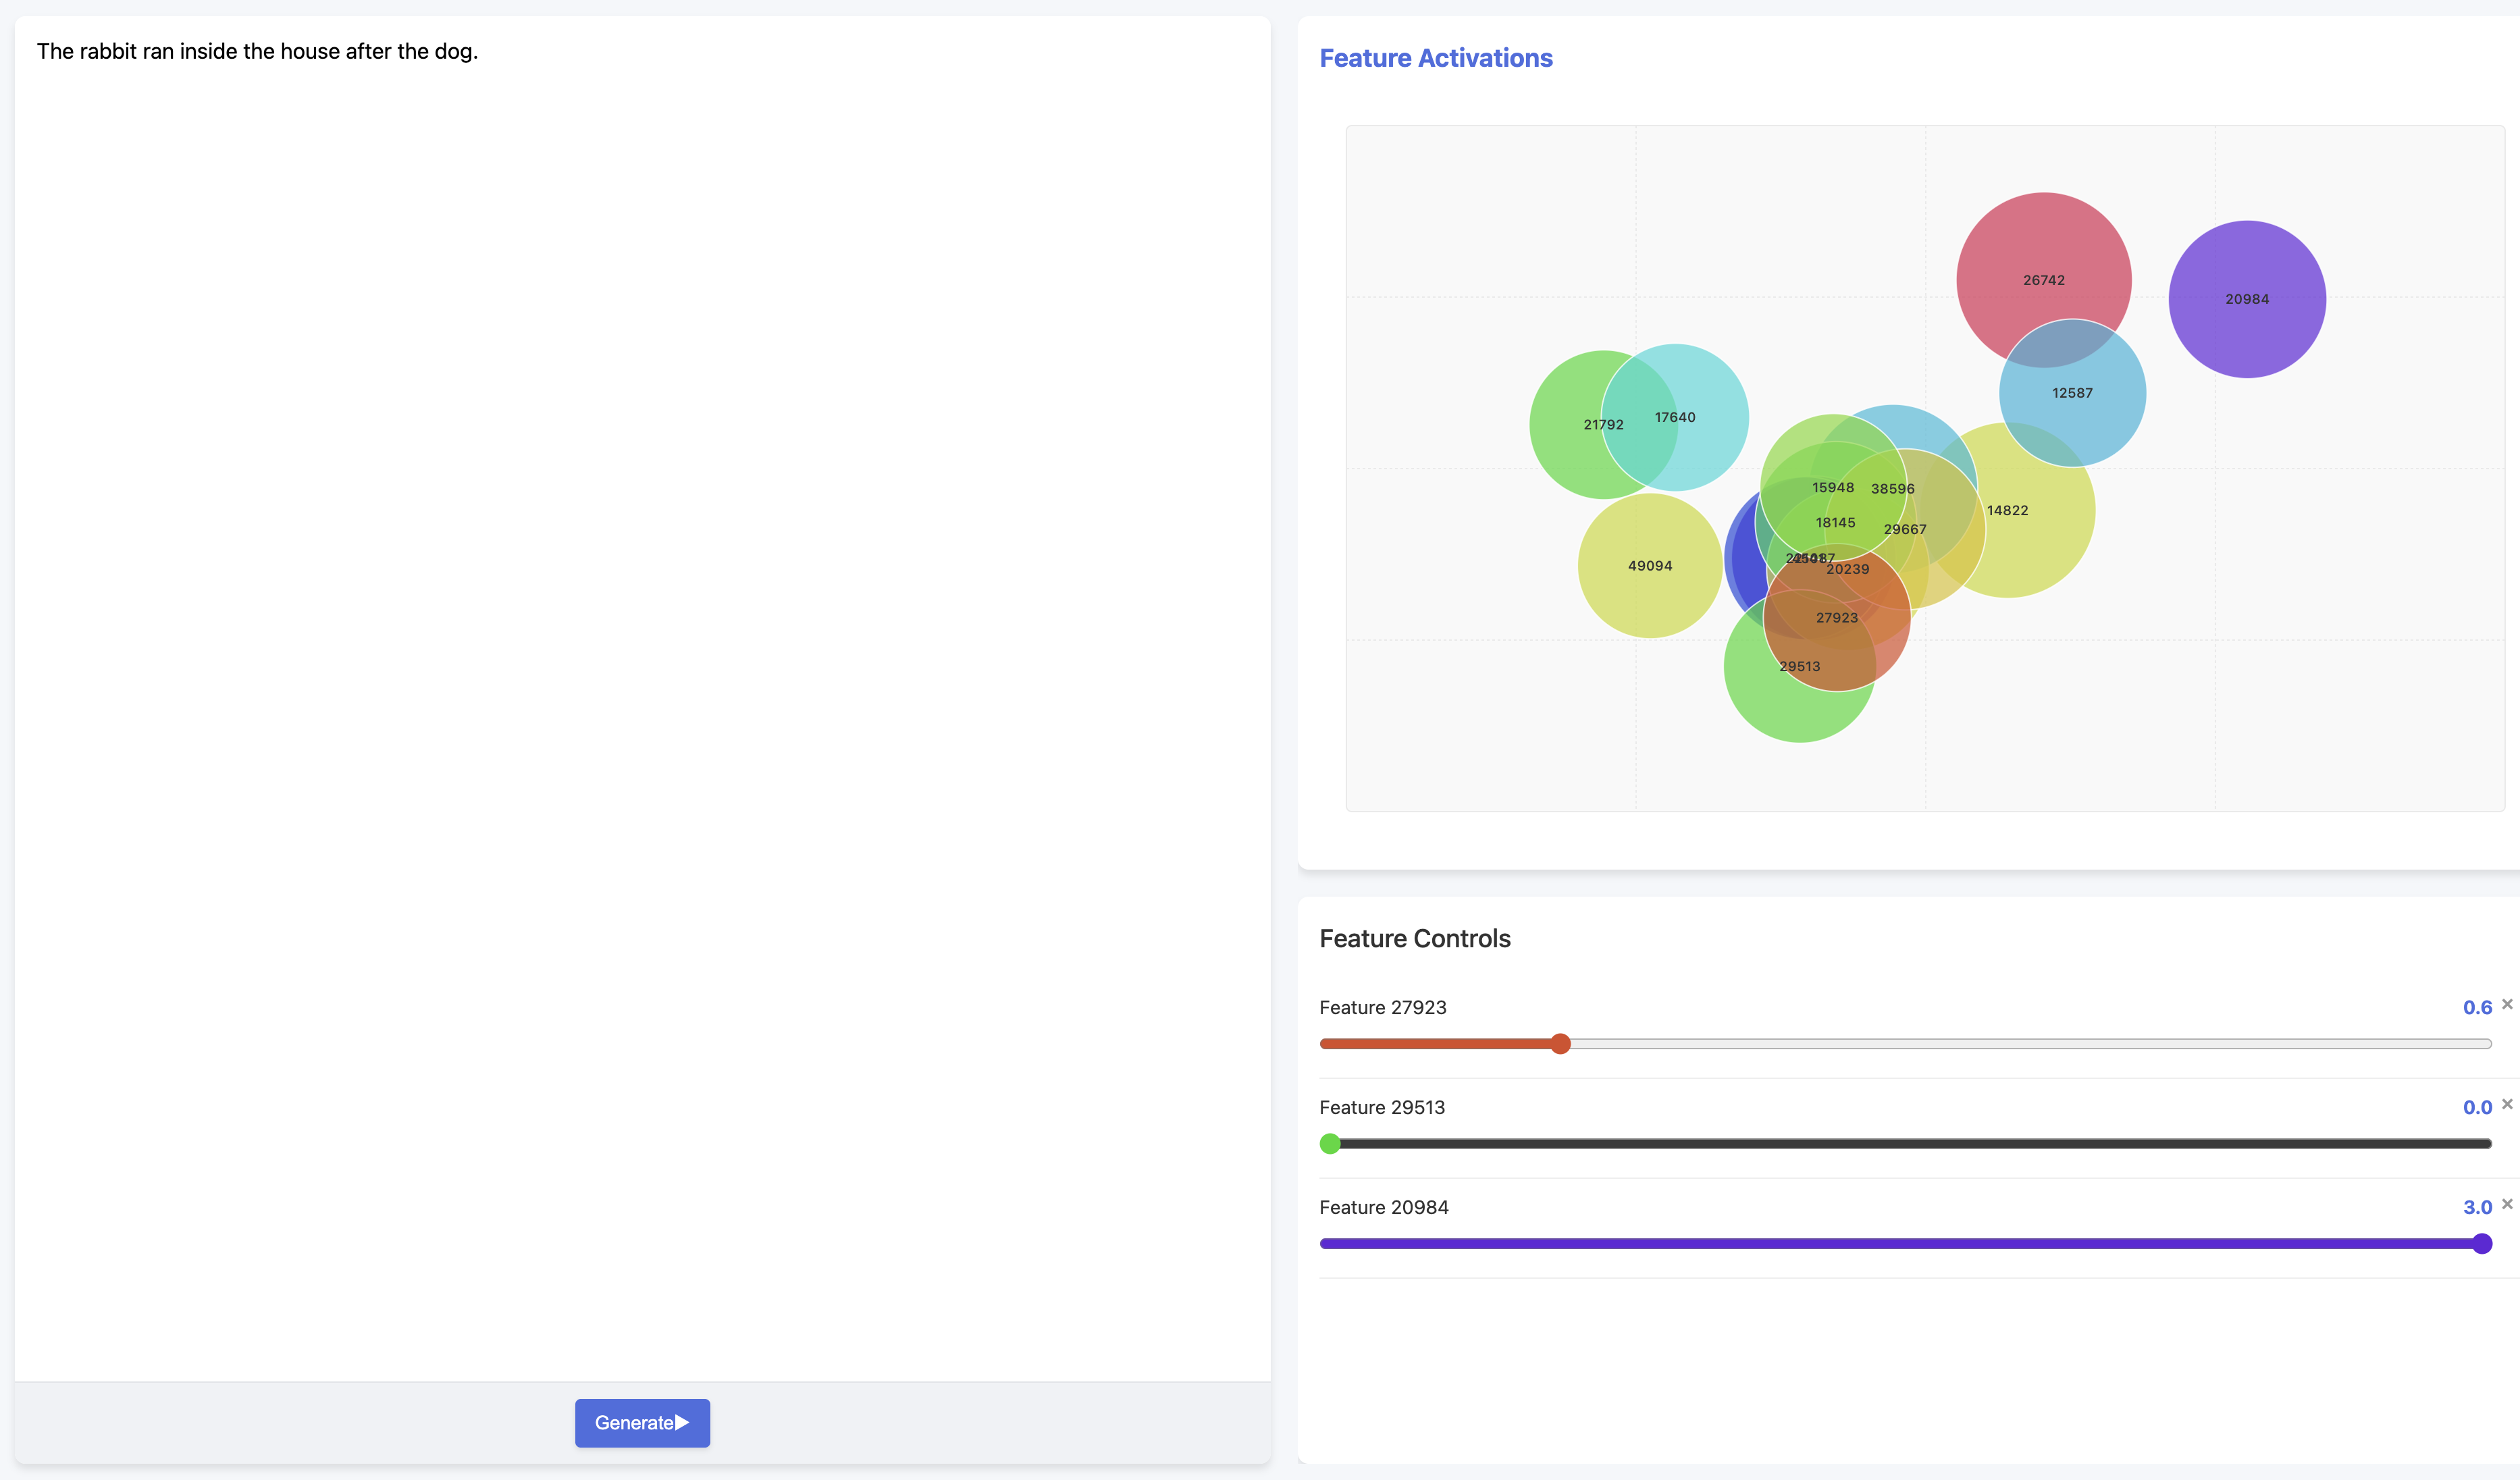 The rabbit ran inside the house after the dog.
Generate▶
Feature Activations
26742
20984
12587
21792
17640
15948
38596
14822
18145
29667
49094
20239
27923
29513
Feature Controls
Feature 27923
0.6 ×
Feature 29513
0.0 ×
Feature 20984
3.0 ×